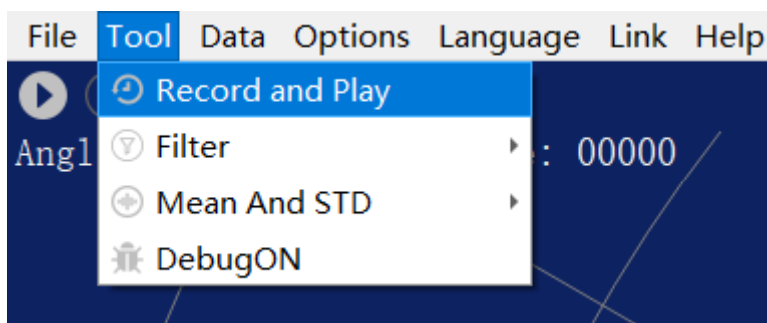 File Tool Data Options Language Link Help
Record and Play
Angl : 00000
Filter
Mean And STD
DebugON